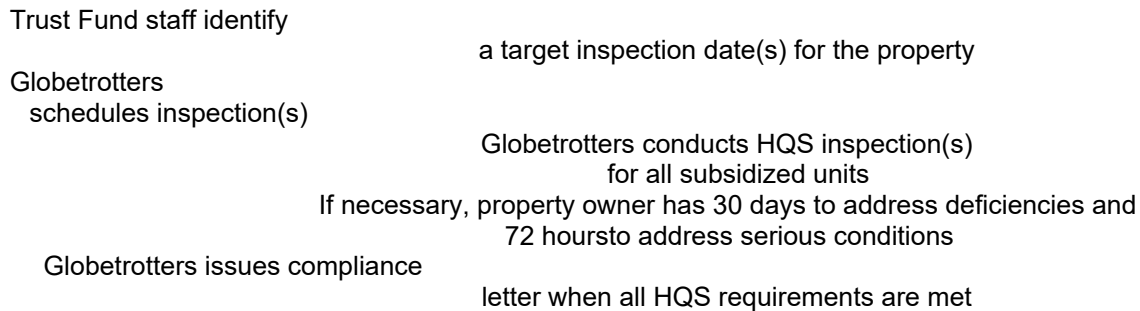 Trust Fund staff identify
a target inspection date(s) for the property
Globetrotters
schedules inspection(s)
Globetrotters conducts HQS inspection(s)
for all subsidized units
If necessary, property owner has 30 days to address deficiencies and
72 hoursto address serious conditions
Globetrotters issues compliance
letter when all HQS requirements are met